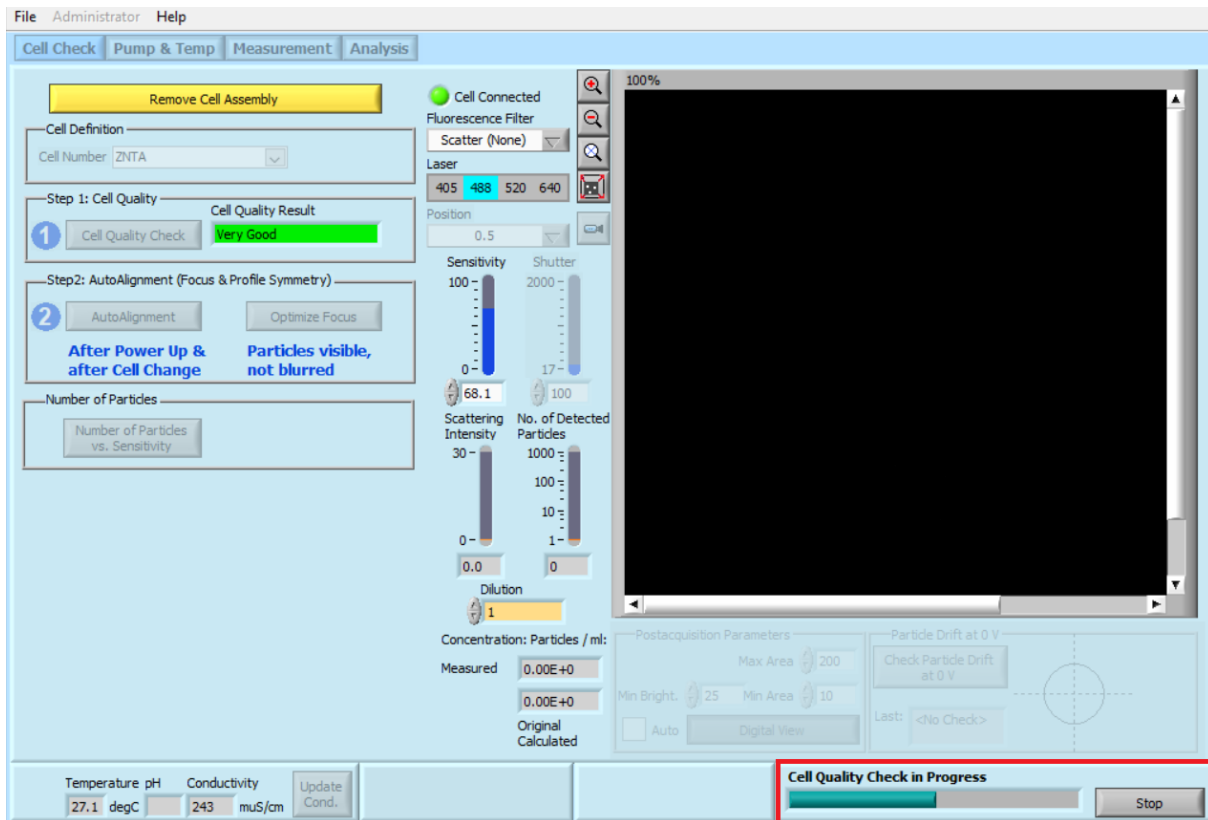 File Administrator Help
Cell Check Pump & Temp Measurement Analysis
Remove Cell Assembly
Cell Definition
Cell Number ZNTA
Step 1: Cell Quality
Cell Quality Result
1 Cell Quality Check Very Good
Step2: AutoAlignment (Focus & Profile Symmetry)
2 AutoAlignment Optimize Focus
After Power Up &
after Cell Change
Particles visible,
not blurred
Number of Particles
Number of Particles
vs. Sensitivity
Cell Connected
Fluorescence Filter
Scatter (None)
Laser
405 488 520 640
Position
0.5
Sensitivity Shutter
100 2000
0 17
68.1 100
Scattering
Intensity
No. of Detected
Particles
30 1000
100
10
0 1
0.0 0
Dilution
1
Concentration: Particles / ml:
Measured 0.00E+0
0.00E+0
Original
Calculated
100%
Postacquisition Parameters
Max Area 200
Min Bright. 25 Min Area 10
Auto Digital View
Particle Drift at 0 V
Check Particle Drift
at 0 V
Last: <No Check>
Temperature pH Conductivity
27.1 degC 243 muS/cm
Update
Cond.
Cell Quality Check in Progress
Stop